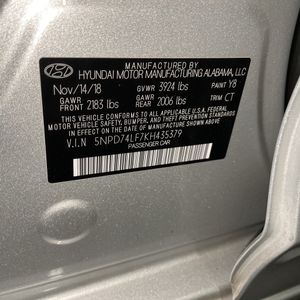 MANUFACTURED BY
HYUNDAI MOTOR MANUFACTURING ALABAMA, LLC
Nov/14/18 GVWR 3924 lbs PAINT Y8
GAWR FRONT 2183 lbs GAWR REAR 2006 lbs TRIM CT
THIS VEHICLE CONFORMS TO ALL APPLICABLE U.S.A. FEDERAL
MOTOR VEHICLE SAFETY, BUMPER, AND THEFT PREVENTION STANDARDS
IN EFFECT ON THE DATE OF MANUFACTURE SHOWN ABOVE.
V.I.N 5NPD74LF7KH435379
PASSENGER CAR